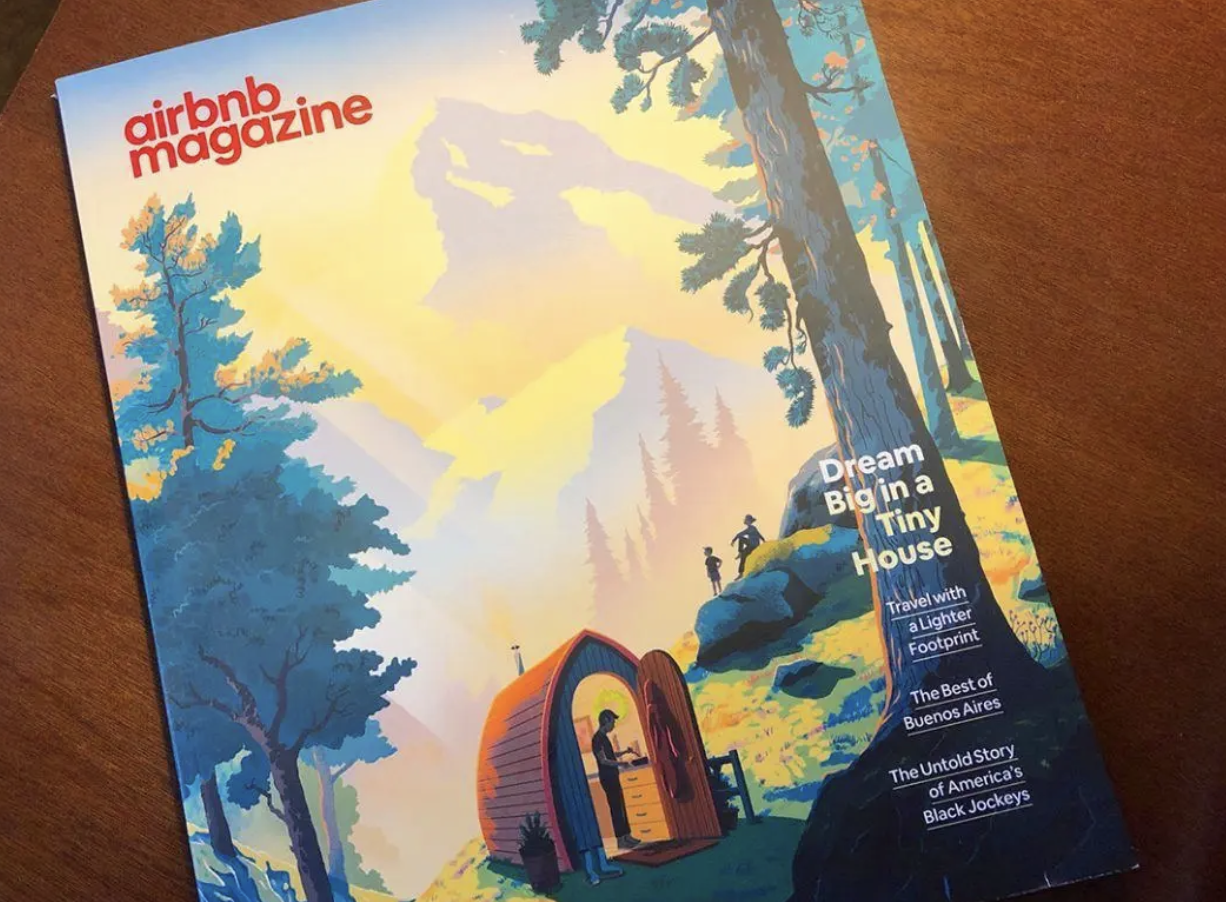 airbnb
magazine
Dream
Big in a
Tiny
House
Travel with
a Lighter
Footprint
The Best of
Buenos Aires
The Untold Story
of America's
Black Jockeys